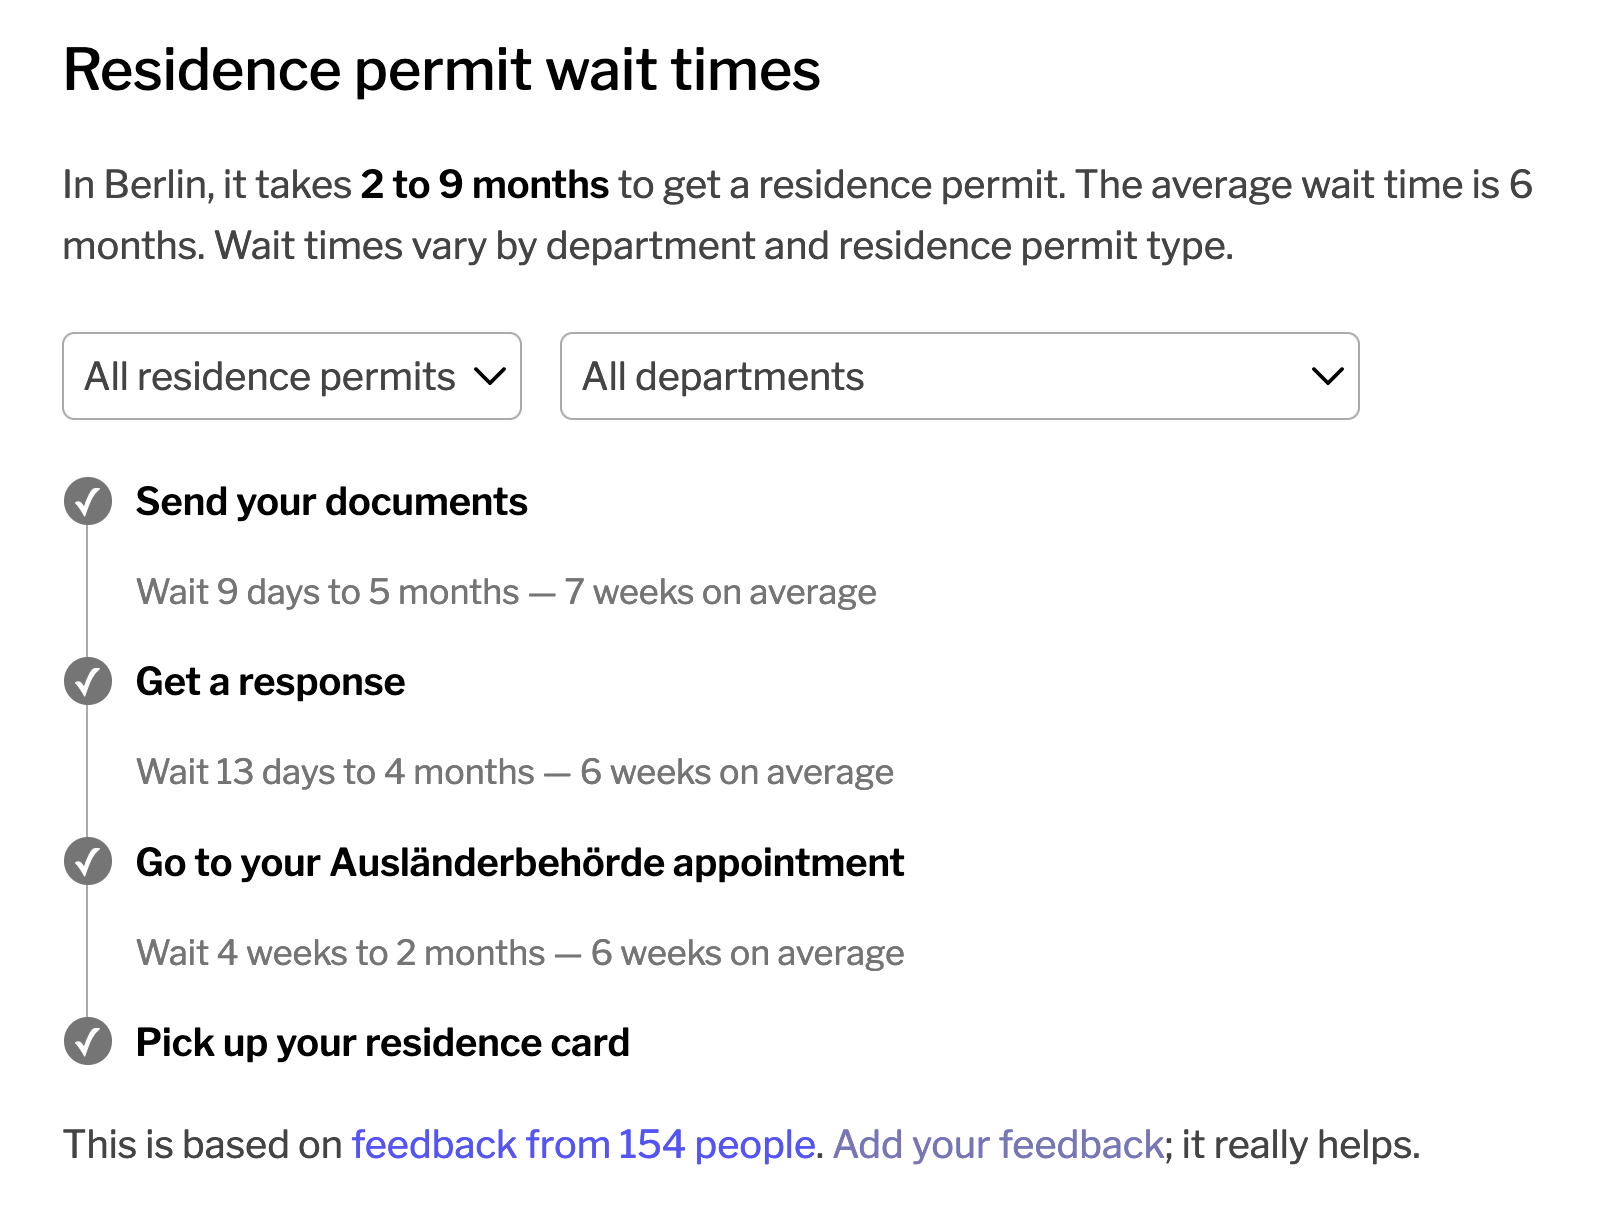 Residence permit wait times
In Berlin, it takes 2 to 9 months to get a residence permit. The average wait time is 6
months. Wait times vary by department and residence permit type.
All residence permits
All departments
Send your documents
Wait 9 days to 5 months — 7 weeks on average
Get a response
Wait 13 days to 4 months — 6 weeks on average
Go to your Ausländerbehörde appointment
Wait 4 weeks to 2 months — 6 weeks on average
Pick up your residence card
This is based on feedback from 154 people. Add your feedback; it really helps.